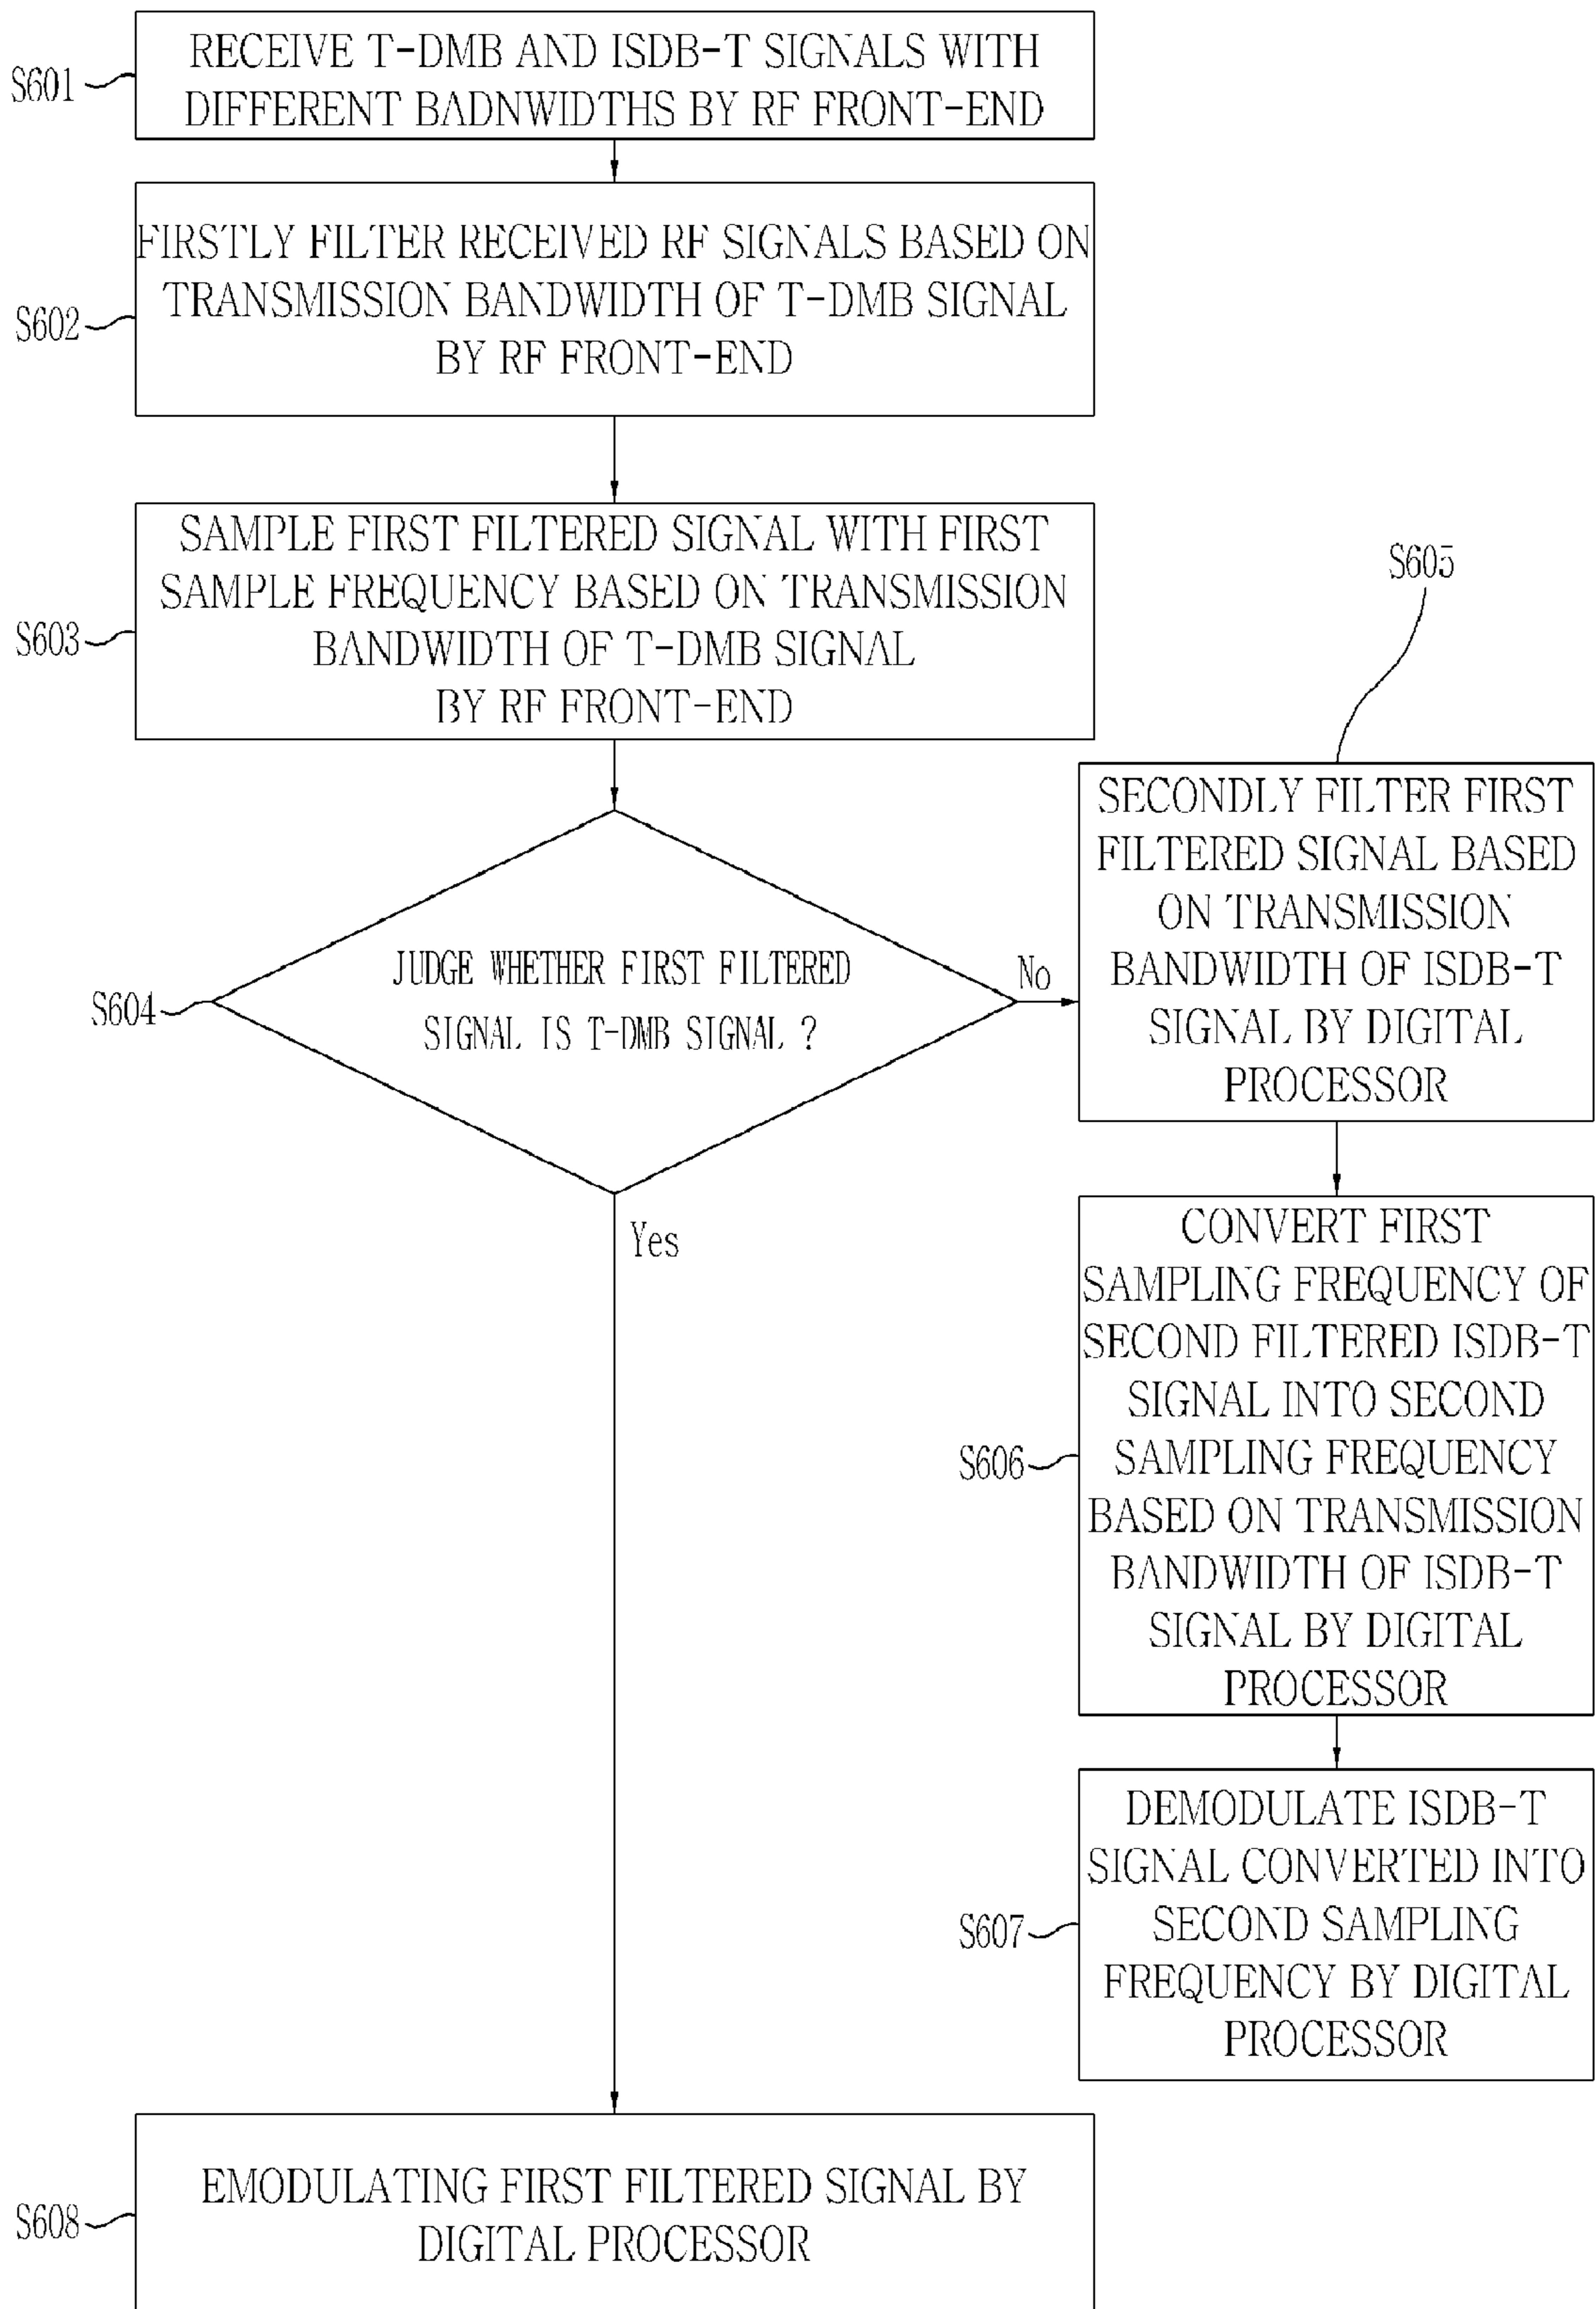 S601
RECEIVE T-DMB AND ISDB-T SIGNALS WITH
DIFFERENT BADNWIDTHS BY RF FRONT-END
S602
FIRSTLY FILTER RECEIVED RF SIGNALS BASED ON
TRANSMISSION BANDWIDTH OF T-DMB SIGNAL
BY RF FRONT-END
S603
SAMPLE FIRST FILTERED SIGNAL WITH FIRST
SAMPLE FREQUENCY BASED ON TRANSMISSION
BANDWIDTH OF T-DMB SIGNAL
BY RF FRONT-END
S604
JUDGE WHETHER FIRST FILTERED
SIGNAL IS T-DMB SIGNAL ?
No
Yes
S605
SECONDLY FILTER FIRST
FILTERED SIGNAL BASED
ON TRANSMISSION
BANDWIDTH OF ISDB-T
SIGNAL BY DIGITAL
PROCESSOR
S606
CONVERT FIRST
SAMPLING FREQUENCY OF
SECOND FILTERED ISDB-T
SIGNAL INTO SECOND
SAMPLING FREQUENCY
BASED ON TRANSMISSION
BANDWIDTH OF ISDB-T
SIGNAL BY DIGITAL
PROCESSOR
S607
DEMODULATE ISDB-T
SIGNAL CONVERTED INTO
SECOND SAMPLING
FREQUENCY BY DIGITAL
PROCESSOR
S608
EMODULATING FIRST FILTERED SIGNAL BY
DIGITAL PROCESSOR